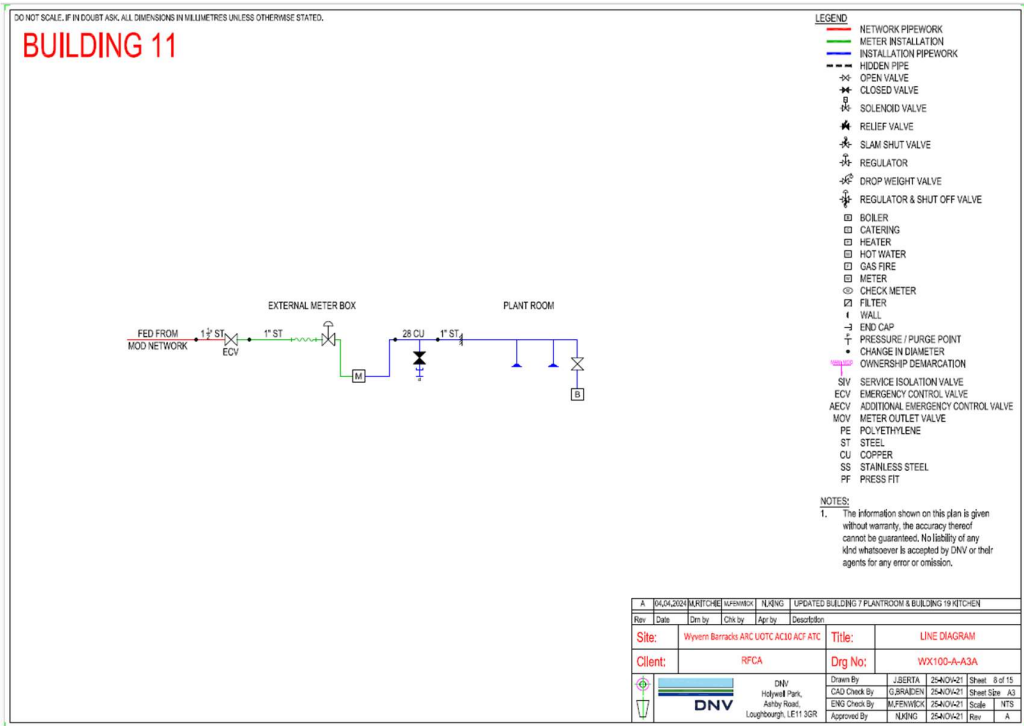 DO NOT SCALE. IF IN DOUBT ASK. ALL DIMENSIONS IN MILLIMETRES UNLESS OTHERWISE STATED.
BUILDING 11
EXTERNAL METER BOX
PLANT ROOM
FED FROM
MOD NETWORK
1½" ST
ECV
1" ST
M
28 CU
1" ST
B
LEGEND
NETWORK PIPEWORK
METER INSTALLATION
INSTALLATION PIPEWORK
HIDDEN PIPE
OPEN VALVE
CLOSED VALVE
SOLENOID VALVE
RELIEF VALVE
SLAM SHUT VALVE
REGULATOR
DROP WEIGHT VALVE
REGULATOR & SHUT OFF VALVE
BOILER
CATERING
HEATER
HOT WATER
GAS FIRE
METER
CHECK METER
FILTER
WALL
END CAP
PRESSURE / PURGE POINT
CHANGE IN DIAMETER
OWNERSHIP DEMARCATION
SIV SERVICE ISOLATION VALVE
ECV EMERGENCY CONTROL VALVE
AECV ADDITIONAL EMERGENCY CONTROL VALVE
MOV METER OUTLET VALVE
PE POLYETHYLENE
ST STEEL
CU COPPER
SS STAINLESS STEEL
PF PRESS FIT
NOTES:
1. The information shown on this plan is given
without warranty, the accuracy thereof
cannot be guaranteed. No liability of any
kind whatsoever is accepted by DNV or their
agents for any error or omission.
A 04.04.2024 M.RITCHIE M.FENWICK N.KING UPDATED BUILDING 7 PLANTROOM & BUILDING 19 KITCHEN
Rev Date Drn by Chk by Apr by Description
Site: Wyvern Barracks ARC UOTC AC10 ACF ATC Title: LINE DIAGRAM
Client: RFCA Drg No: WX100-A-A3A
DNV
DNV
Holywell Park,
Ashby Road,
Loughbourgh, LE11 3GR
Drawn By J.BERTA 25-NOV-21 Sheet 8 of 15
CAD Check By G.BRAIDEN 25-NOV-21 Sheet Size A3
ENG Check By M.FENWICK 25-NOV-21 Scale NTS
Approved By N.KING 25-NOV-21 Rev A